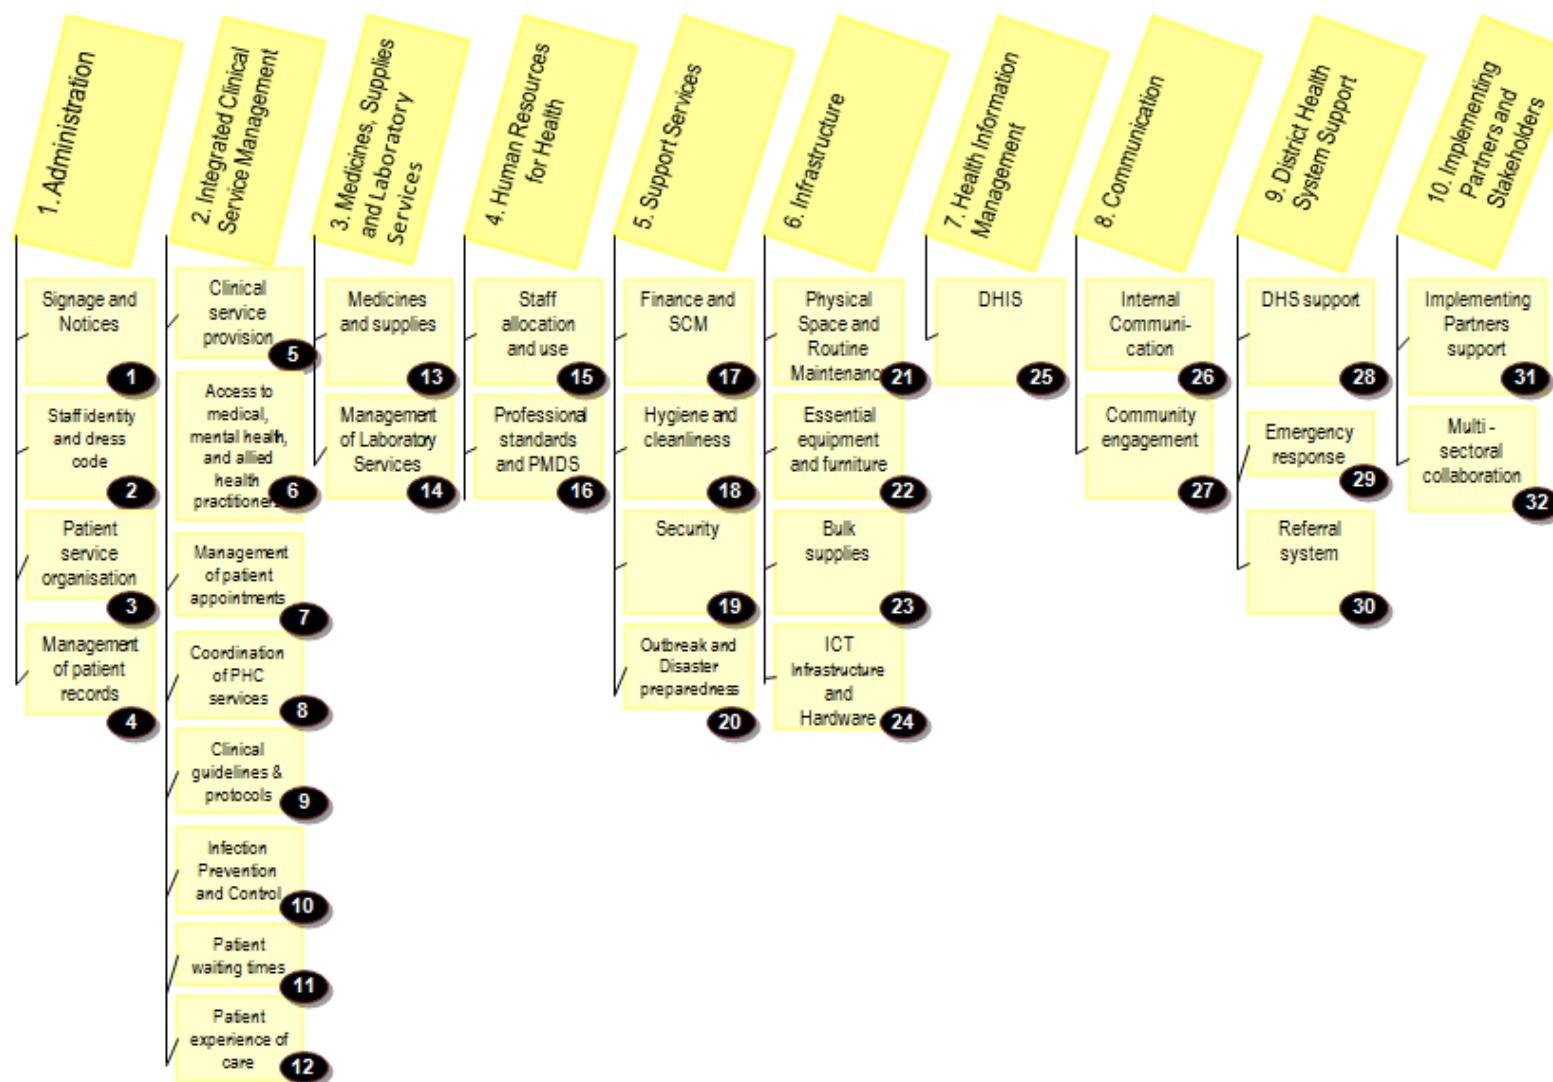 1. Administration
Signage and
Notices
1
Staff identity
and dress
code
2
Patient
service
organisation
3
Management
of patient
records
4
2. Integrated Clinical
Service Management
Clinical
service
provision
5
Access to
medical,
mental health,
and allied
health
practitioners
6
Management
of patient
appointments
7
Coordination
of PHC
services
8
Clinical
guidelines &
protocols
9
Infection
Prevention
and Control
10
Patient
waiting times
11
Patient
experience of
care
12
3. Medicines, Supplies
and Laboratory
Services
Medicines
and supplies
13
Management
of Laboratory
Services
14
4. Human Resources
for Health
Staff
allocation
and use
15
Professional
standards
and PMDS
16
5. Support Services
Finance and
SCM
17
Hygiene and
cleanliness
18
Security
19
Outbreak and
Disaster
preparedness
20
6. Infrastructure
Physical
Space and
Routine
Maintenance
21
Essential
equipment
and furniture
22
Bulk
supplies
23
ICT
Infrastructure
and
Hardware
24
7. Health Information
Management
DHIS
25
8. Communication
Internal
Communi-
cation
26
Community
engagement
27
9. District Health
System Support
DHS support
28
Emergency
response
29
Referral
system
30
10. Implementing
Partners and
Stakeholders
Implementing
Partners
support
31
Multi -
sectoral
collaboration
32